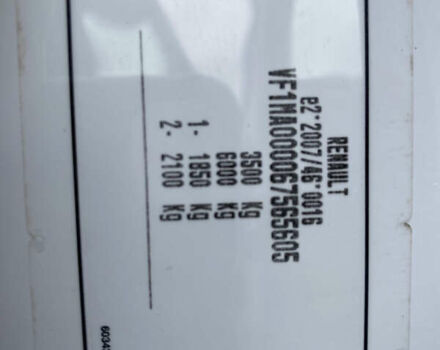 RENAULT
e2*2007/46*0016
VF1MA000067565605
3500 Kg
6000 Kg
1- 1850 Kg
2- 2100 Kg